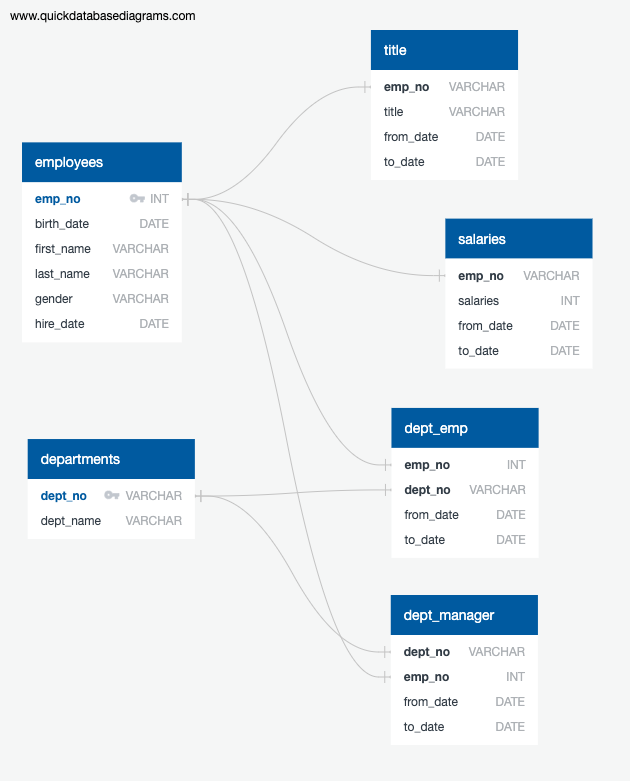 www.quickdatabasediagrams.com
title
emp_no VARCHAR
title VARCHAR
from_date DATE
to_date DATE
employees
emp_no INT
birth_date DATE
first_name VARCHAR
last_name VARCHAR
gender VARCHAR
hire_date DATE
salaries
emp_no VARCHAR
salaries INT
from_date DATE
to_date DATE
dept_emp
emp_no INT
dept_no VARCHAR
from_date DATE
to_date DATE
departments
dept_no VARCHAR
dept_name VARCHAR
dept_manager
dept_no VARCHAR
emp_no INT
from_date DATE
to_date DATE